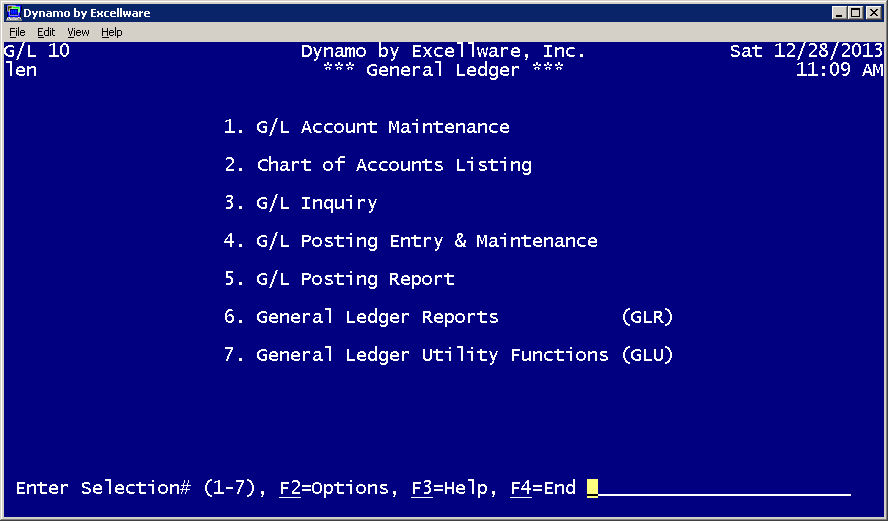 Dynamo by Excellware
File Edit View Help
G/L 10 Dynamo by Excellware, Inc. Sat 12/28/2013
len *** General Ledger *** 11:09 AM
1. G/L Account Maintenance
2. Chart of Accounts Listing
3. G/L Inquiry
4. G/L Posting Entry & Maintenance
5. G/L Posting Report
6. General Ledger Reports (GLR)
7. General Ledger Utility Functions (GLU)
Enter Selection# (1-7), F2=Options, F3=Help, F4=End